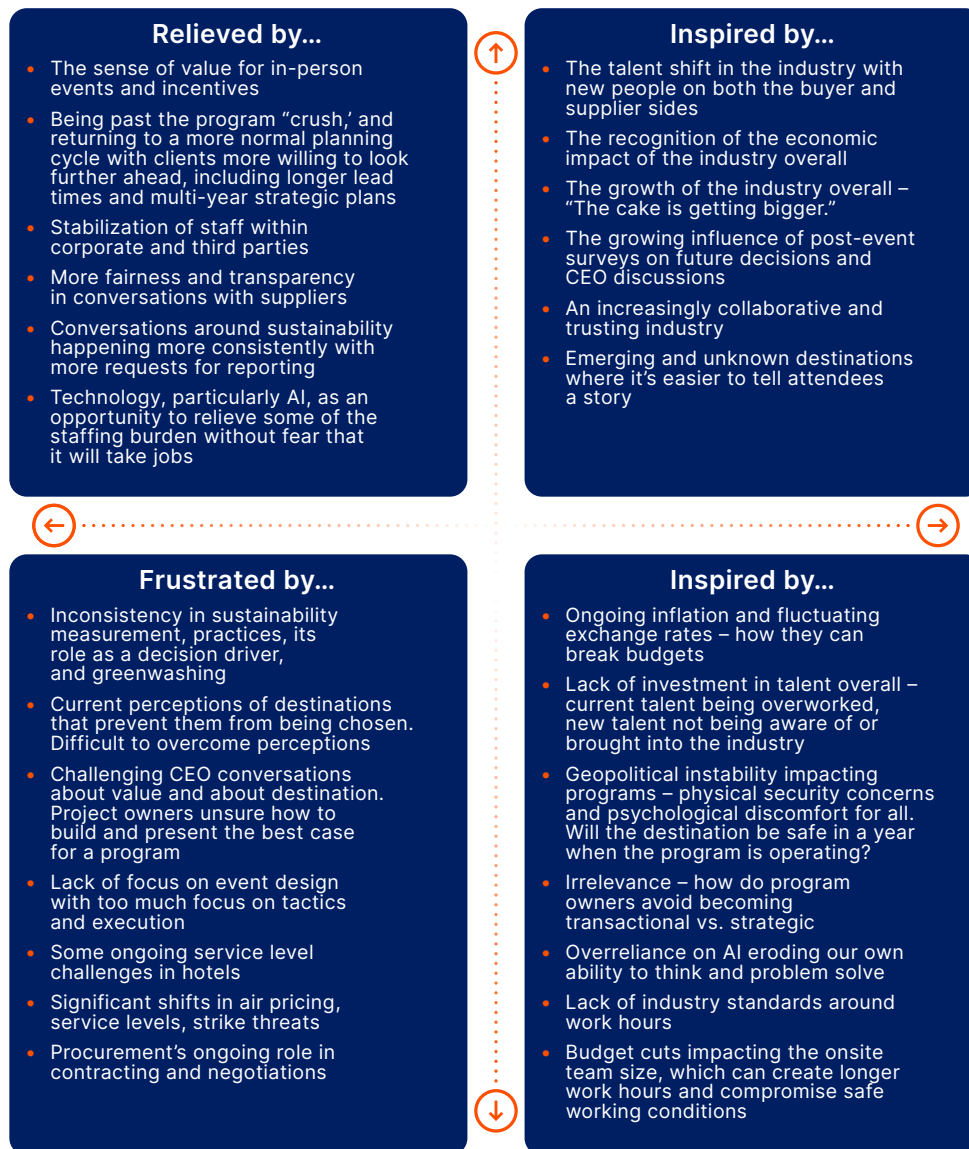 Relieved by...
• The sense of value for in-person
events and incentives
• Being past the program “crush,’ and
returning to a more normal planning
cycle with clients more willing to look
further ahead, including longer lead
times and multi-year strategic plans
• Stabilization of staff within
corporate and third parties
• More fairness and transparency
in conversations with suppliers
• Conversations around sustainability
happening more consistently with
more requests for reporting
• Technology, particularly AI, as an
opportunity to relieve some of the
staffing burden without fear that
it will take jobs
Inspired by...
• The talent shift in the industry with
new people on both the buyer and
supplier sides
• The recognition of the economic
impact of the industry overall
• The growth of the industry overall –
“The cake is getting bigger.”
• The growing influence of post-event
surveys on future decisions and
CEO discussions
• An increasingly collaborative and
trusting industry
• Emerging and unknown destinations
where it’s easier to tell attendees
a story
Frustrated by...
• Inconsistency in sustainability
measurement, practices, its
role as a decision driver,
and greenwashing
• Current perceptions of destinations
that prevent them from being chosen.
Difficult to overcome perceptions
• Challenging CEO conversations
about value and about destination.
Project owners unsure how to
build and present the best case
for a program
• Lack of focus on event design
with too much focus on tactics
and execution
• Some ongoing service level
challenges in hotels
• Significant shifts in air pricing,
service levels, strike threats
• Procurement’s ongoing role in
contracting and negotiations
Inspired by...
• Ongoing inflation and fluctuating
exchange rates – how they can
break budgets
• Lack of investment in talent overall –
current talent being overworked,
new talent not being aware of or
brought into the industry
• Geopolitical instability impacting
programs – physical security concerns
and psychological discomfort for all.
Will the destination be safe in a year
when the program is operating?
• Irrelevance – how do program
owners avoid becoming
transactional vs. strategic
• Overreliance on AI eroding our own
ability to think and problem solve
• Lack of industry standards around
work hours
• Budget cuts impacting the onsite
team size, which can create longer
work hours and compromise safe
working conditions